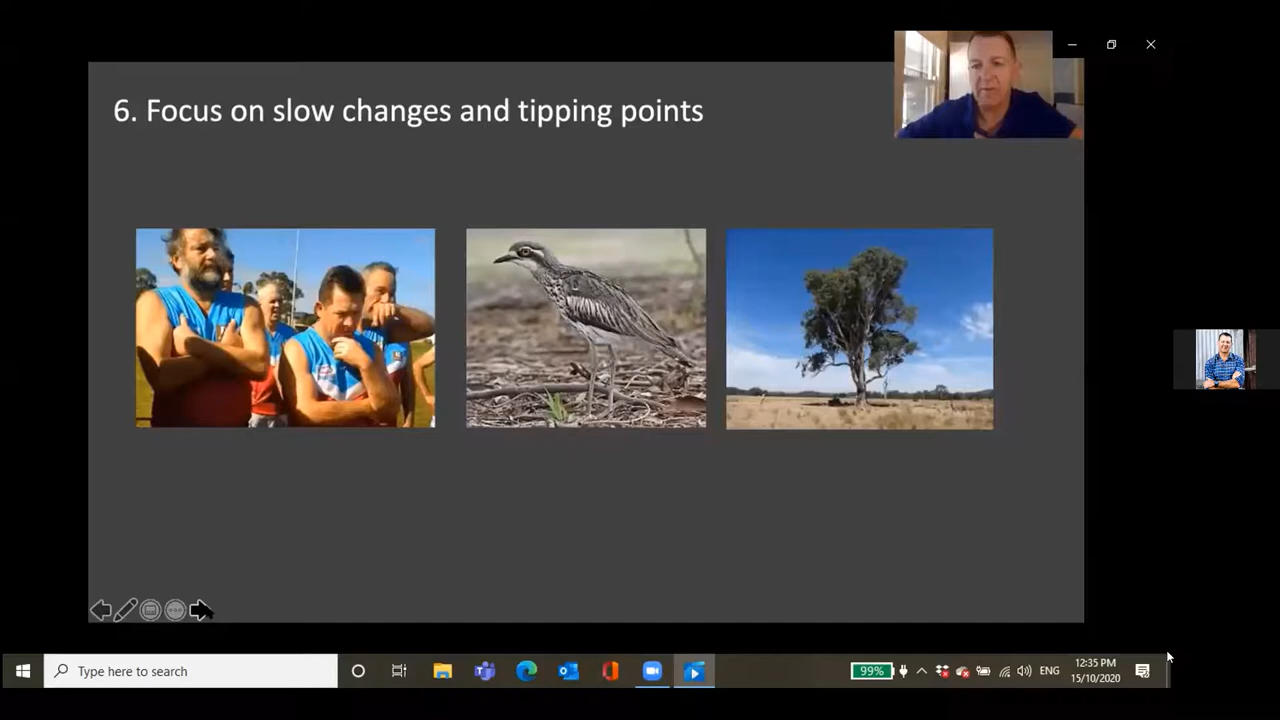 6. Focus on slow changes and tipping points
Type here to search
99%
ENG
12:35 PM
15/10/2020